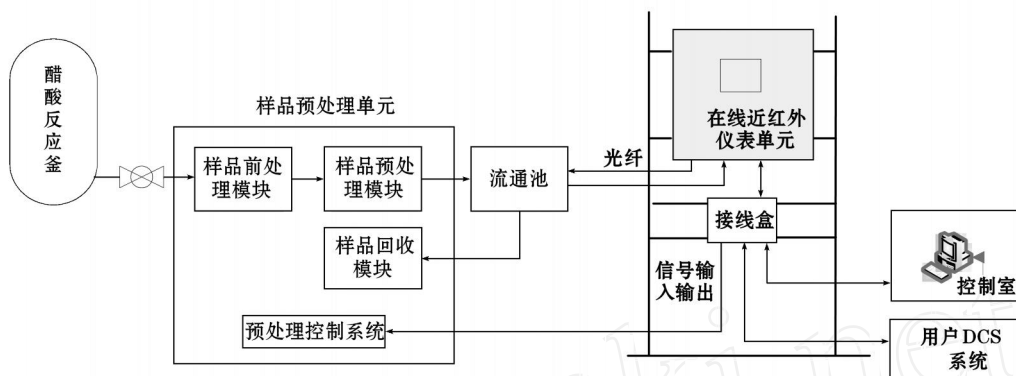 醋
酸
反
应
釜
样品预处理单元
样品前处
理模块
样品预处
理模块
样品回收
模块
预处理控制系统
流通池
光纤
在线近红外
仪表单元
接线盒
信号输
入输出
控制室
用户DCS
系统